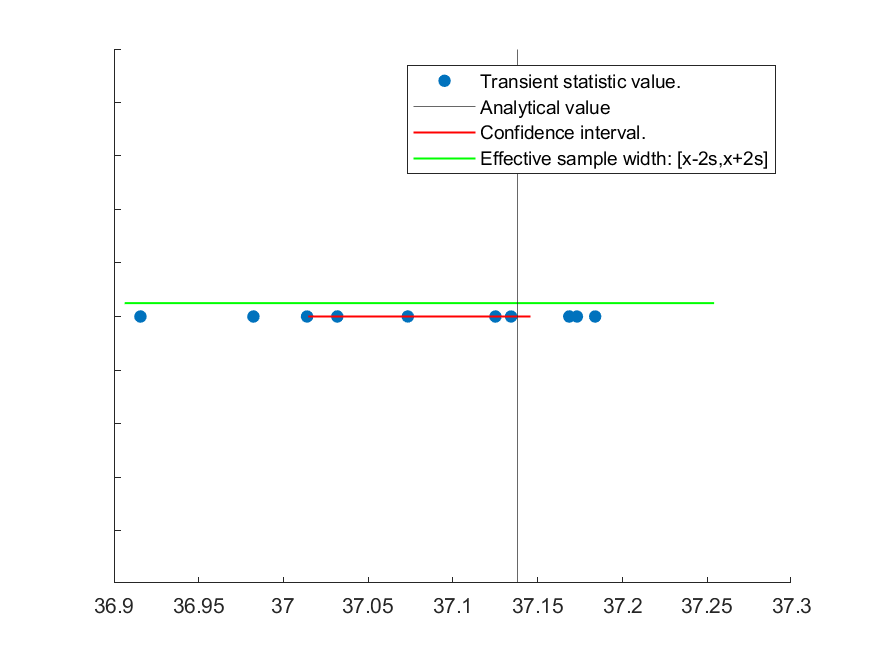 Transient statistic value.
Analytical value
Confidence interval.
Effective sample width: [x-2s,x+2s]
36.9 36.95 37 37.05 37.1 37.15 37.2 37.25 37.3